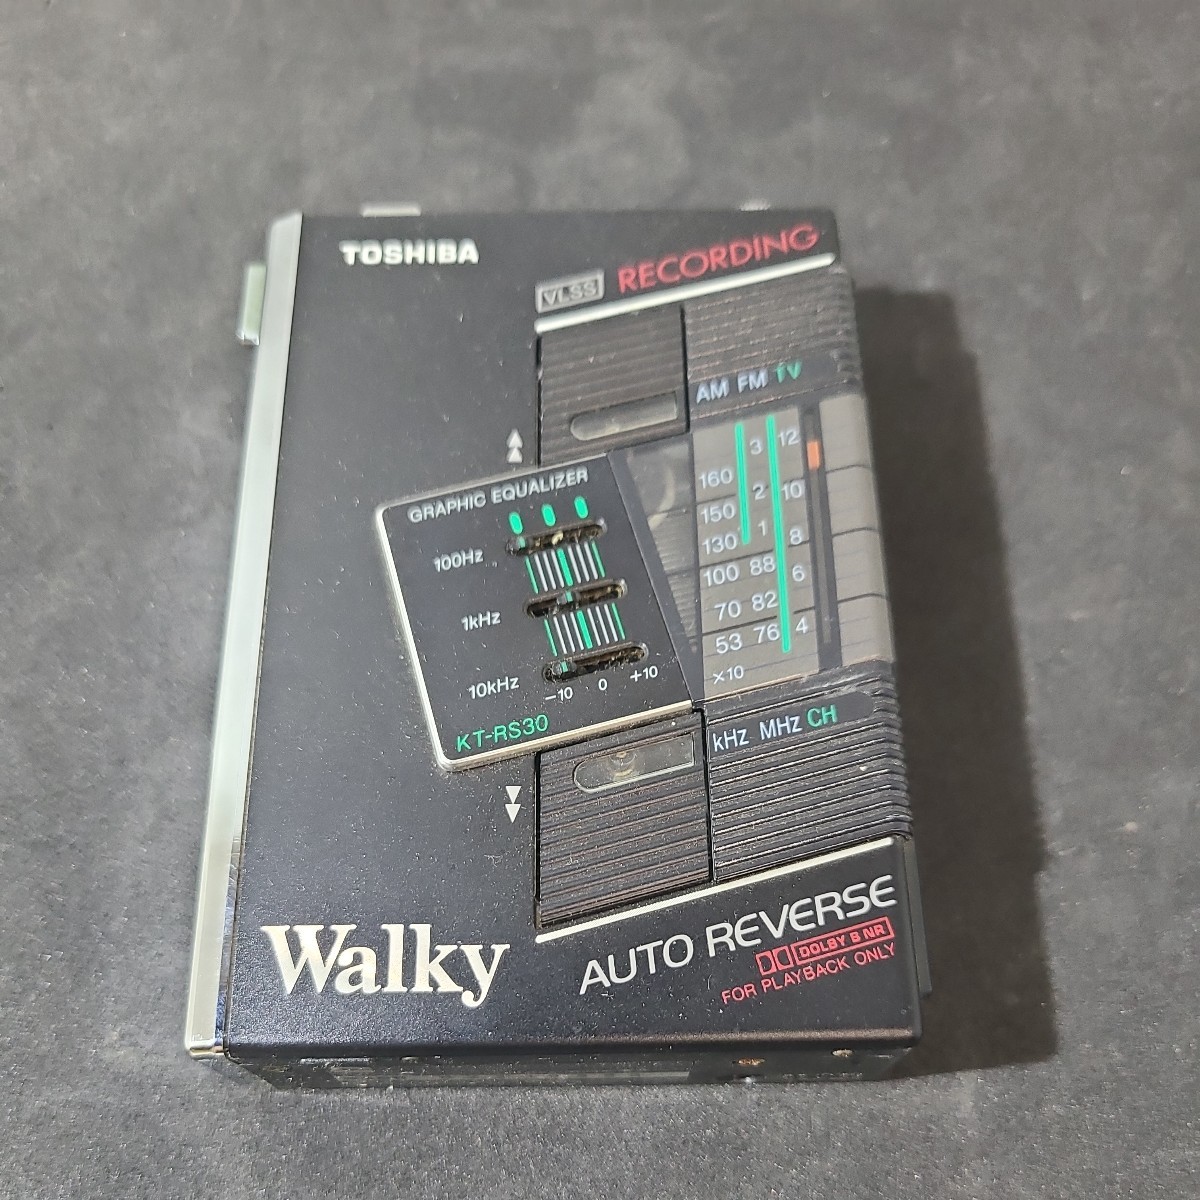 TOSHIBA
VLSS RECORDING
AM FM TV
3 12
160
2 10
150
1
130 8
100 88
6
70 82
53 76 4
×10
kHz MHz CH
GRAPHIC EQUALIZER
100Hz
1kHz
10kHz
-10 0 +10
KT-RS30
Walky
AUTO REVERSE
DOLBY B NR
FOR PLAYBACK ONLY